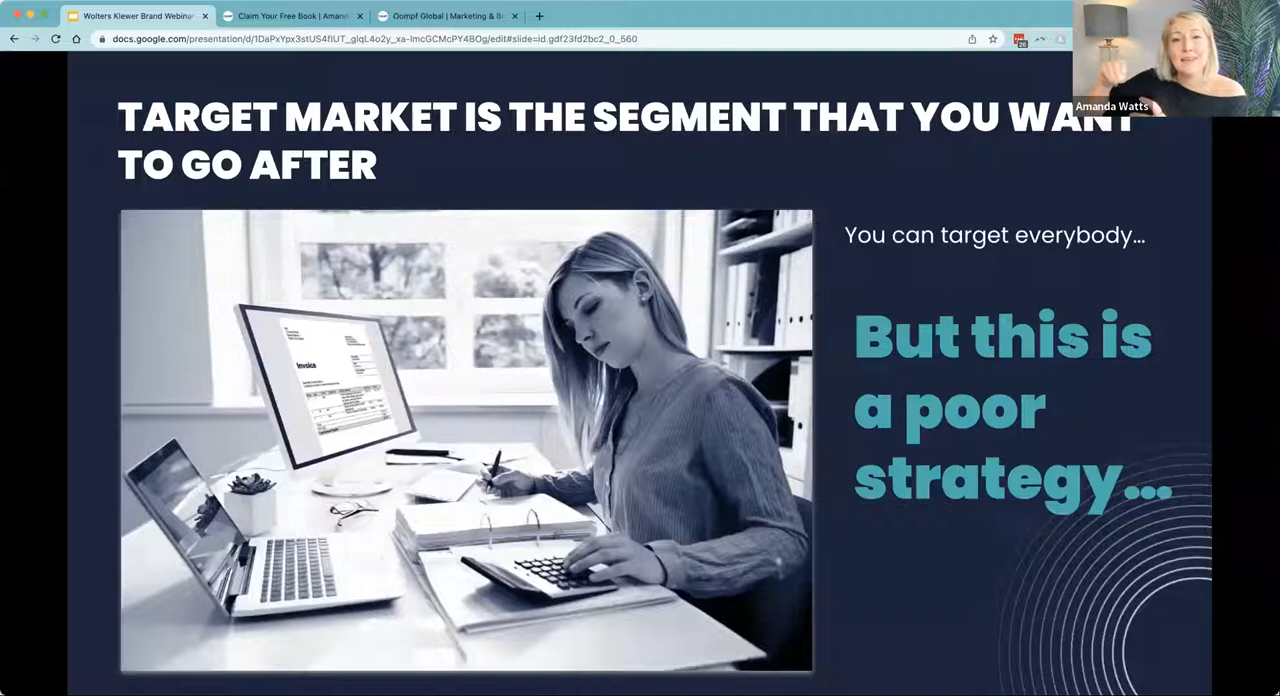 Wolters Klewer Brand Webinar
Claim Your Free Book | Amand
Oompf Global | Marketing & B
docs.google.com/presentation/d/1DaPxYpx3stUS4fIUT_glqL4o2y_xa-ImcGCMcPY4BOg/edit#slide=id.gdf23fd2bc2_0_560
Amanda Watts
TARGET MARKET IS THE SEGMENT THAT YOU WANT
TO GO AFTER
You can target everybody...
But this is
a poor
strategy...
Invoice